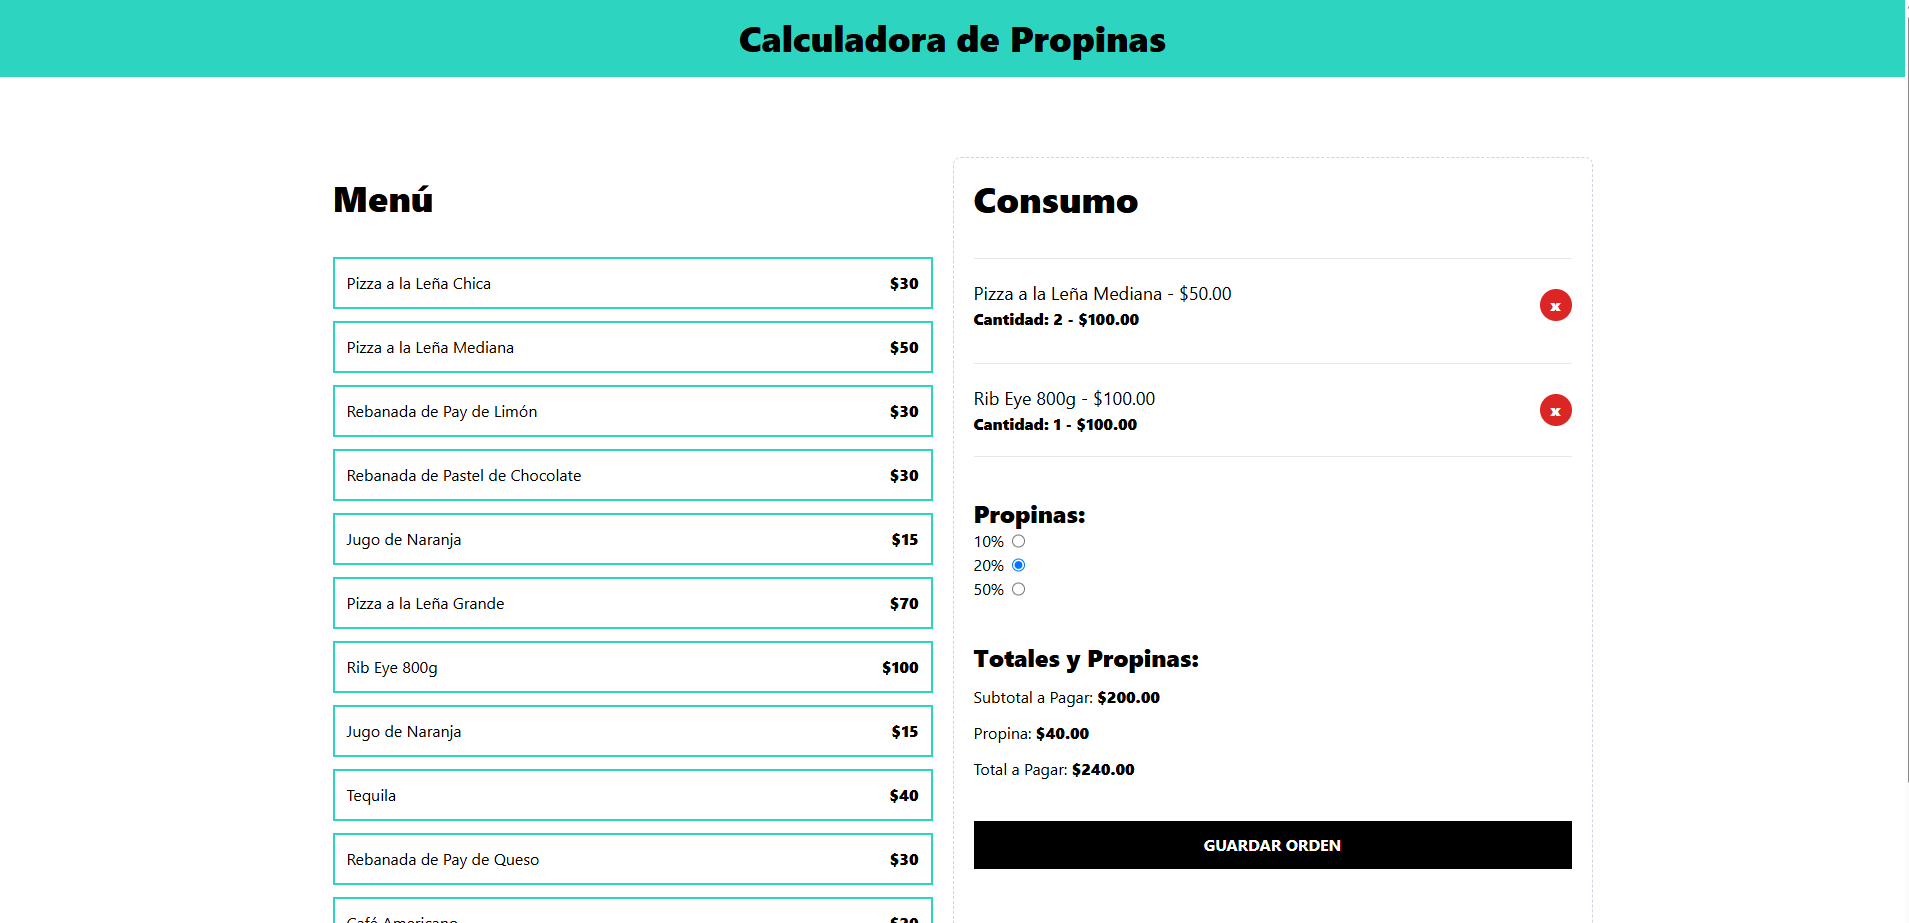 Calculadora de Propinas
Menú
Pizza a la Leña Chica $30
Pizza a la Leña Mediana $50
Rebanada de Pay de Limón $30
Rebanada de Pastel de Chocolate $30
Jugo de Naranja $15
Pizza a la Leña Grande $70
Rib Eye 800g $100
Jugo de Naranja $15
Tequila $40
Rebanada de Pay de Queso $30
Café Americano
Consumo
Pizza a la Leña Mediana - $50.00
Cantidad: 2 - $100.00
x
Rib Eye 800g - $100.00
Cantidad: 1 - $100.00
x
Propinas:
10%
20%
50%
Totales y Propinas:
Subtotal a Pagar: $200.00
Propina: $40.00
Total a Pagar: $240.00
GUARDAR ORDEN